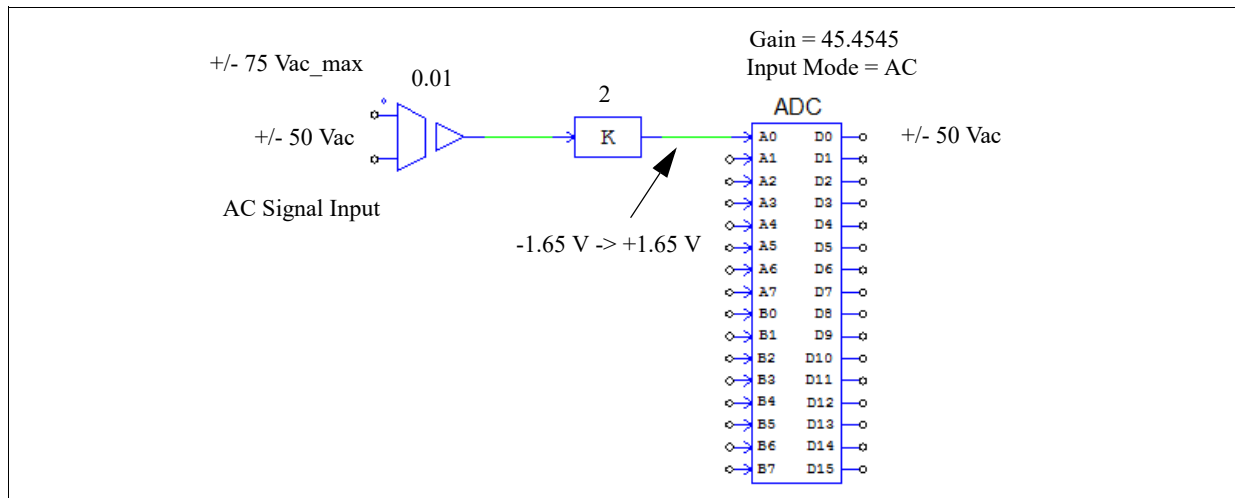 Gain = 45.4545
Input Mode = AC
+/- 75 Vac_max
0.01
2
ADC
+/- 50 Vac
K
A0 D0
+/- 50 Vac
A1 D1
A2 D2
A3 D3
AC Signal Input
A4 D4
-1.65 V -> +1.65 V
A5 D5
A6 D6
A7 D7
B0 D8
B1 D9
B2 D10
B3 D11
B4 D12
B5 D13
B6 D14
B7 D15